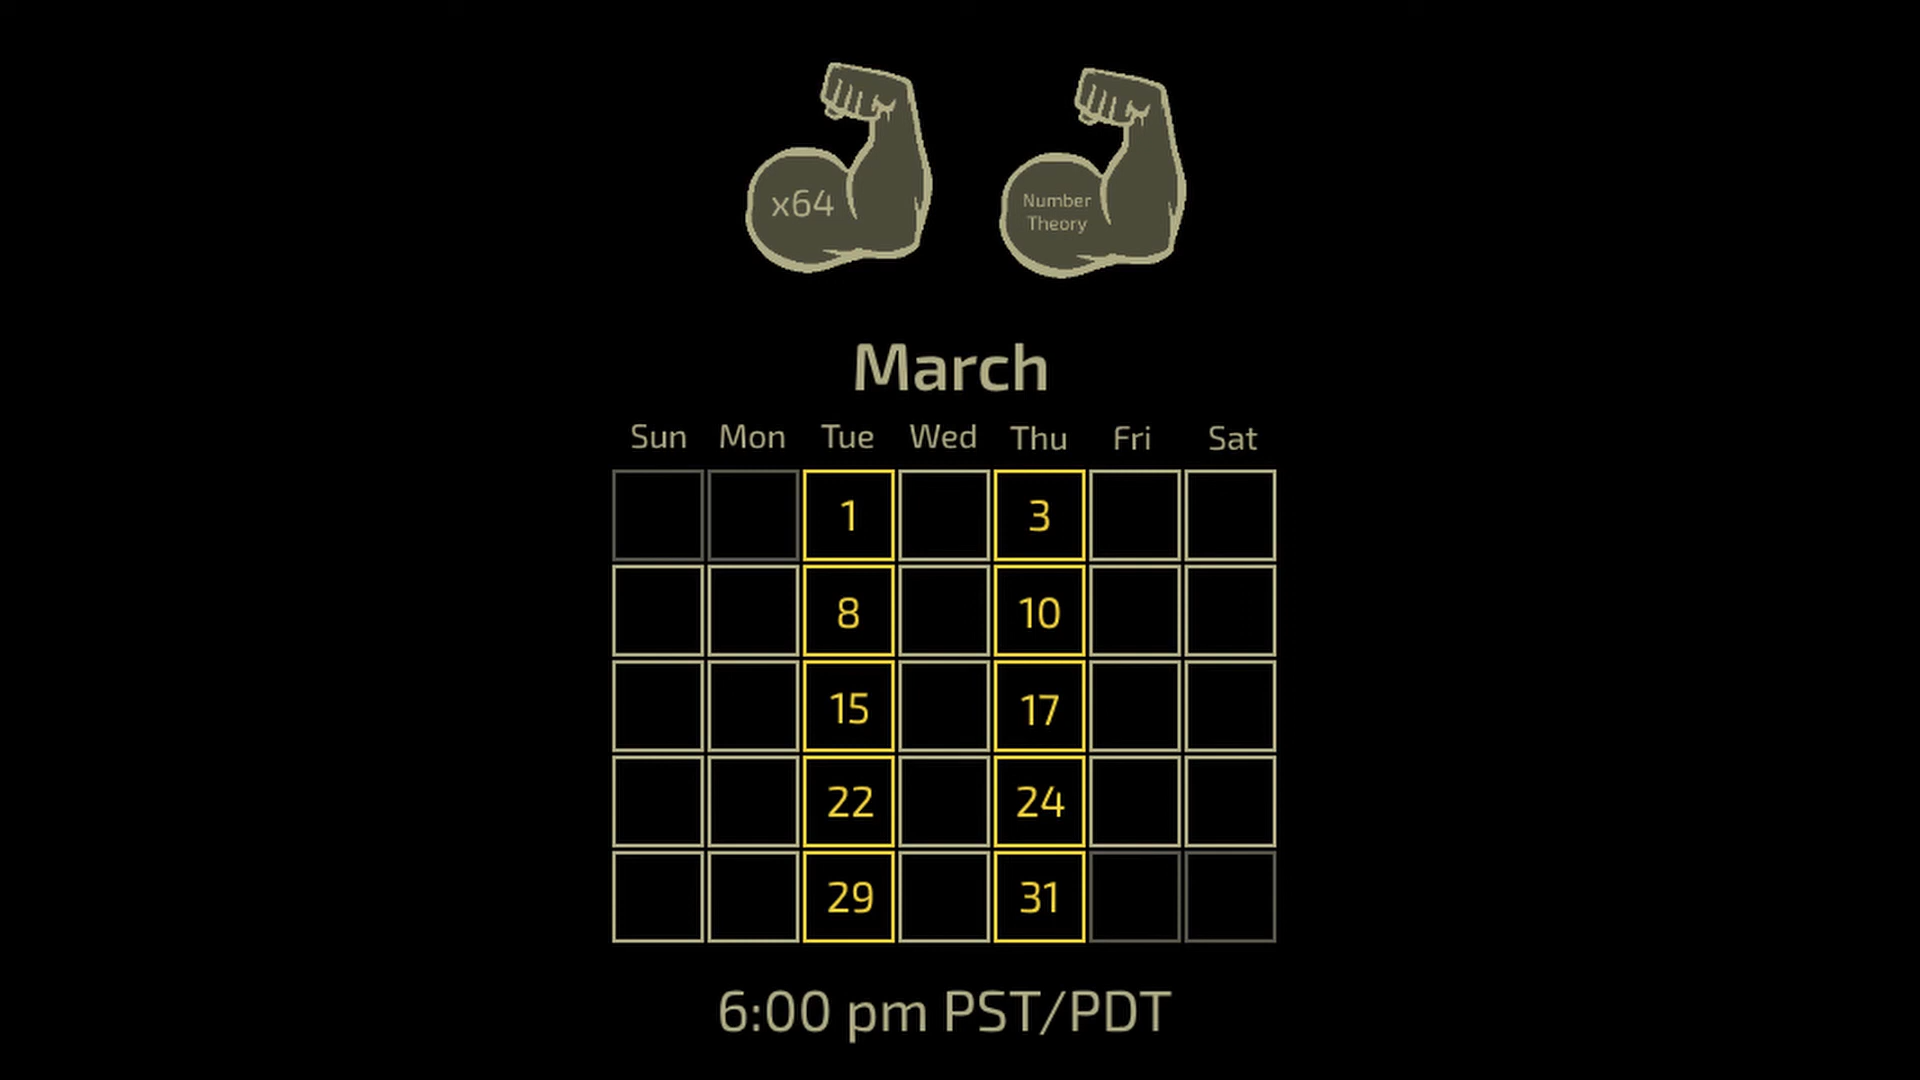 x64
Number
Theory
March
Sun Mon Tue Wed Thu Fri Sat
1 3
8 10
15 17
22 24
29 31
6:00 pm PST/PDT